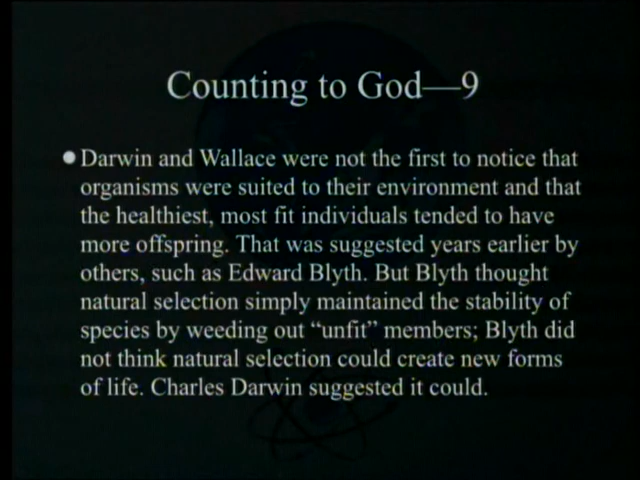 Counting to God—9
●Darwin and Wallace were not the first to notice that
organisms were suited to their environment and that
the healthiest, most fit individuals tended to have
more offspring. That was suggested years earlier by
others, such as Edward Blyth. But Blyth thought
natural selection simply maintained the stability of
species by weeding out “unfit” members; Blyth did
not think natural selection could create new forms
of life. Charles Darwin suggested it could.